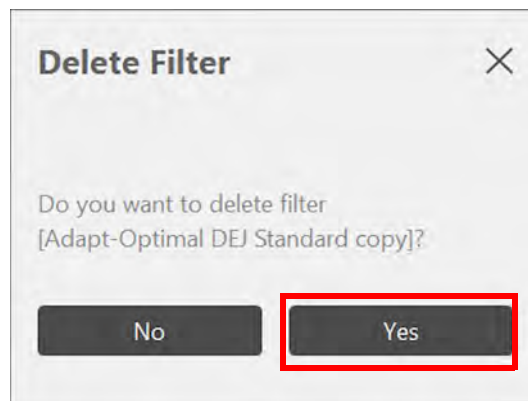 Delete Filter
Do you want to delete filter
[Adapt-Optimal DEJ Standard copy]?
No
Yes